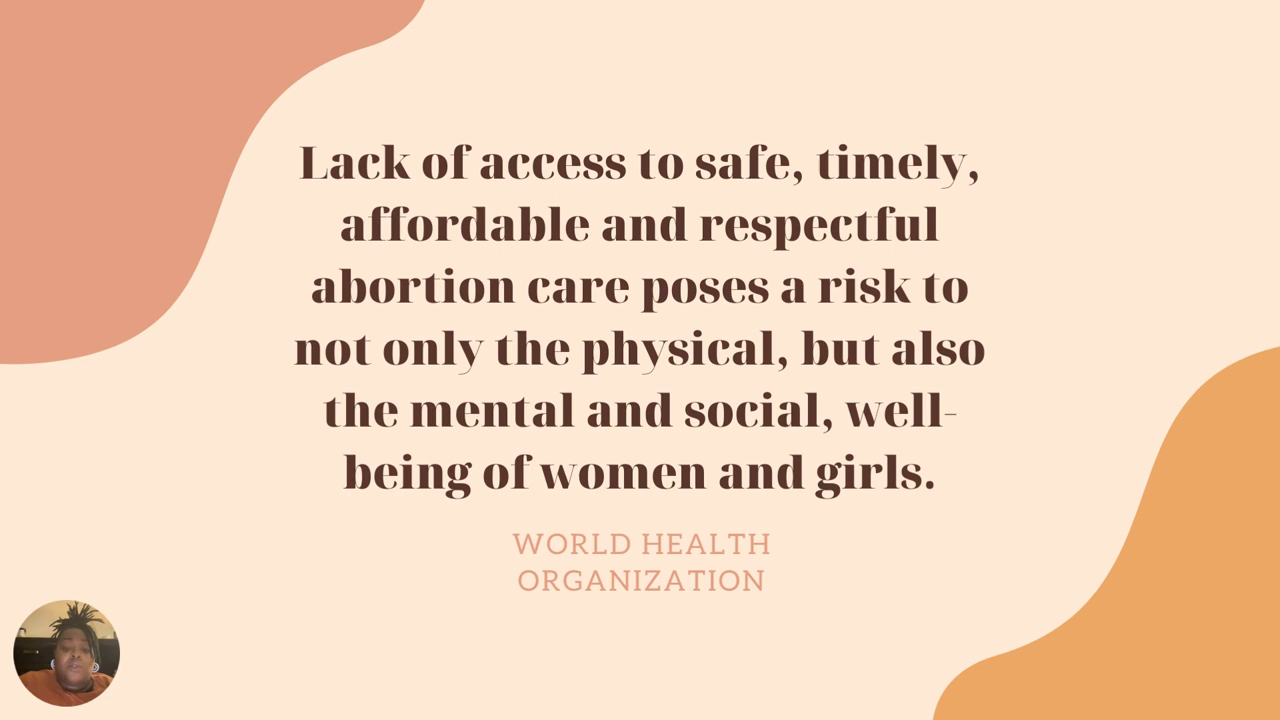 Lack of access to safe, timely,
affordable and respectful
abortion care poses a risk to
not only the physical, but also
the mental and social, well-
being of women and girls.
WORLD HEALTH
ORGANIZATION